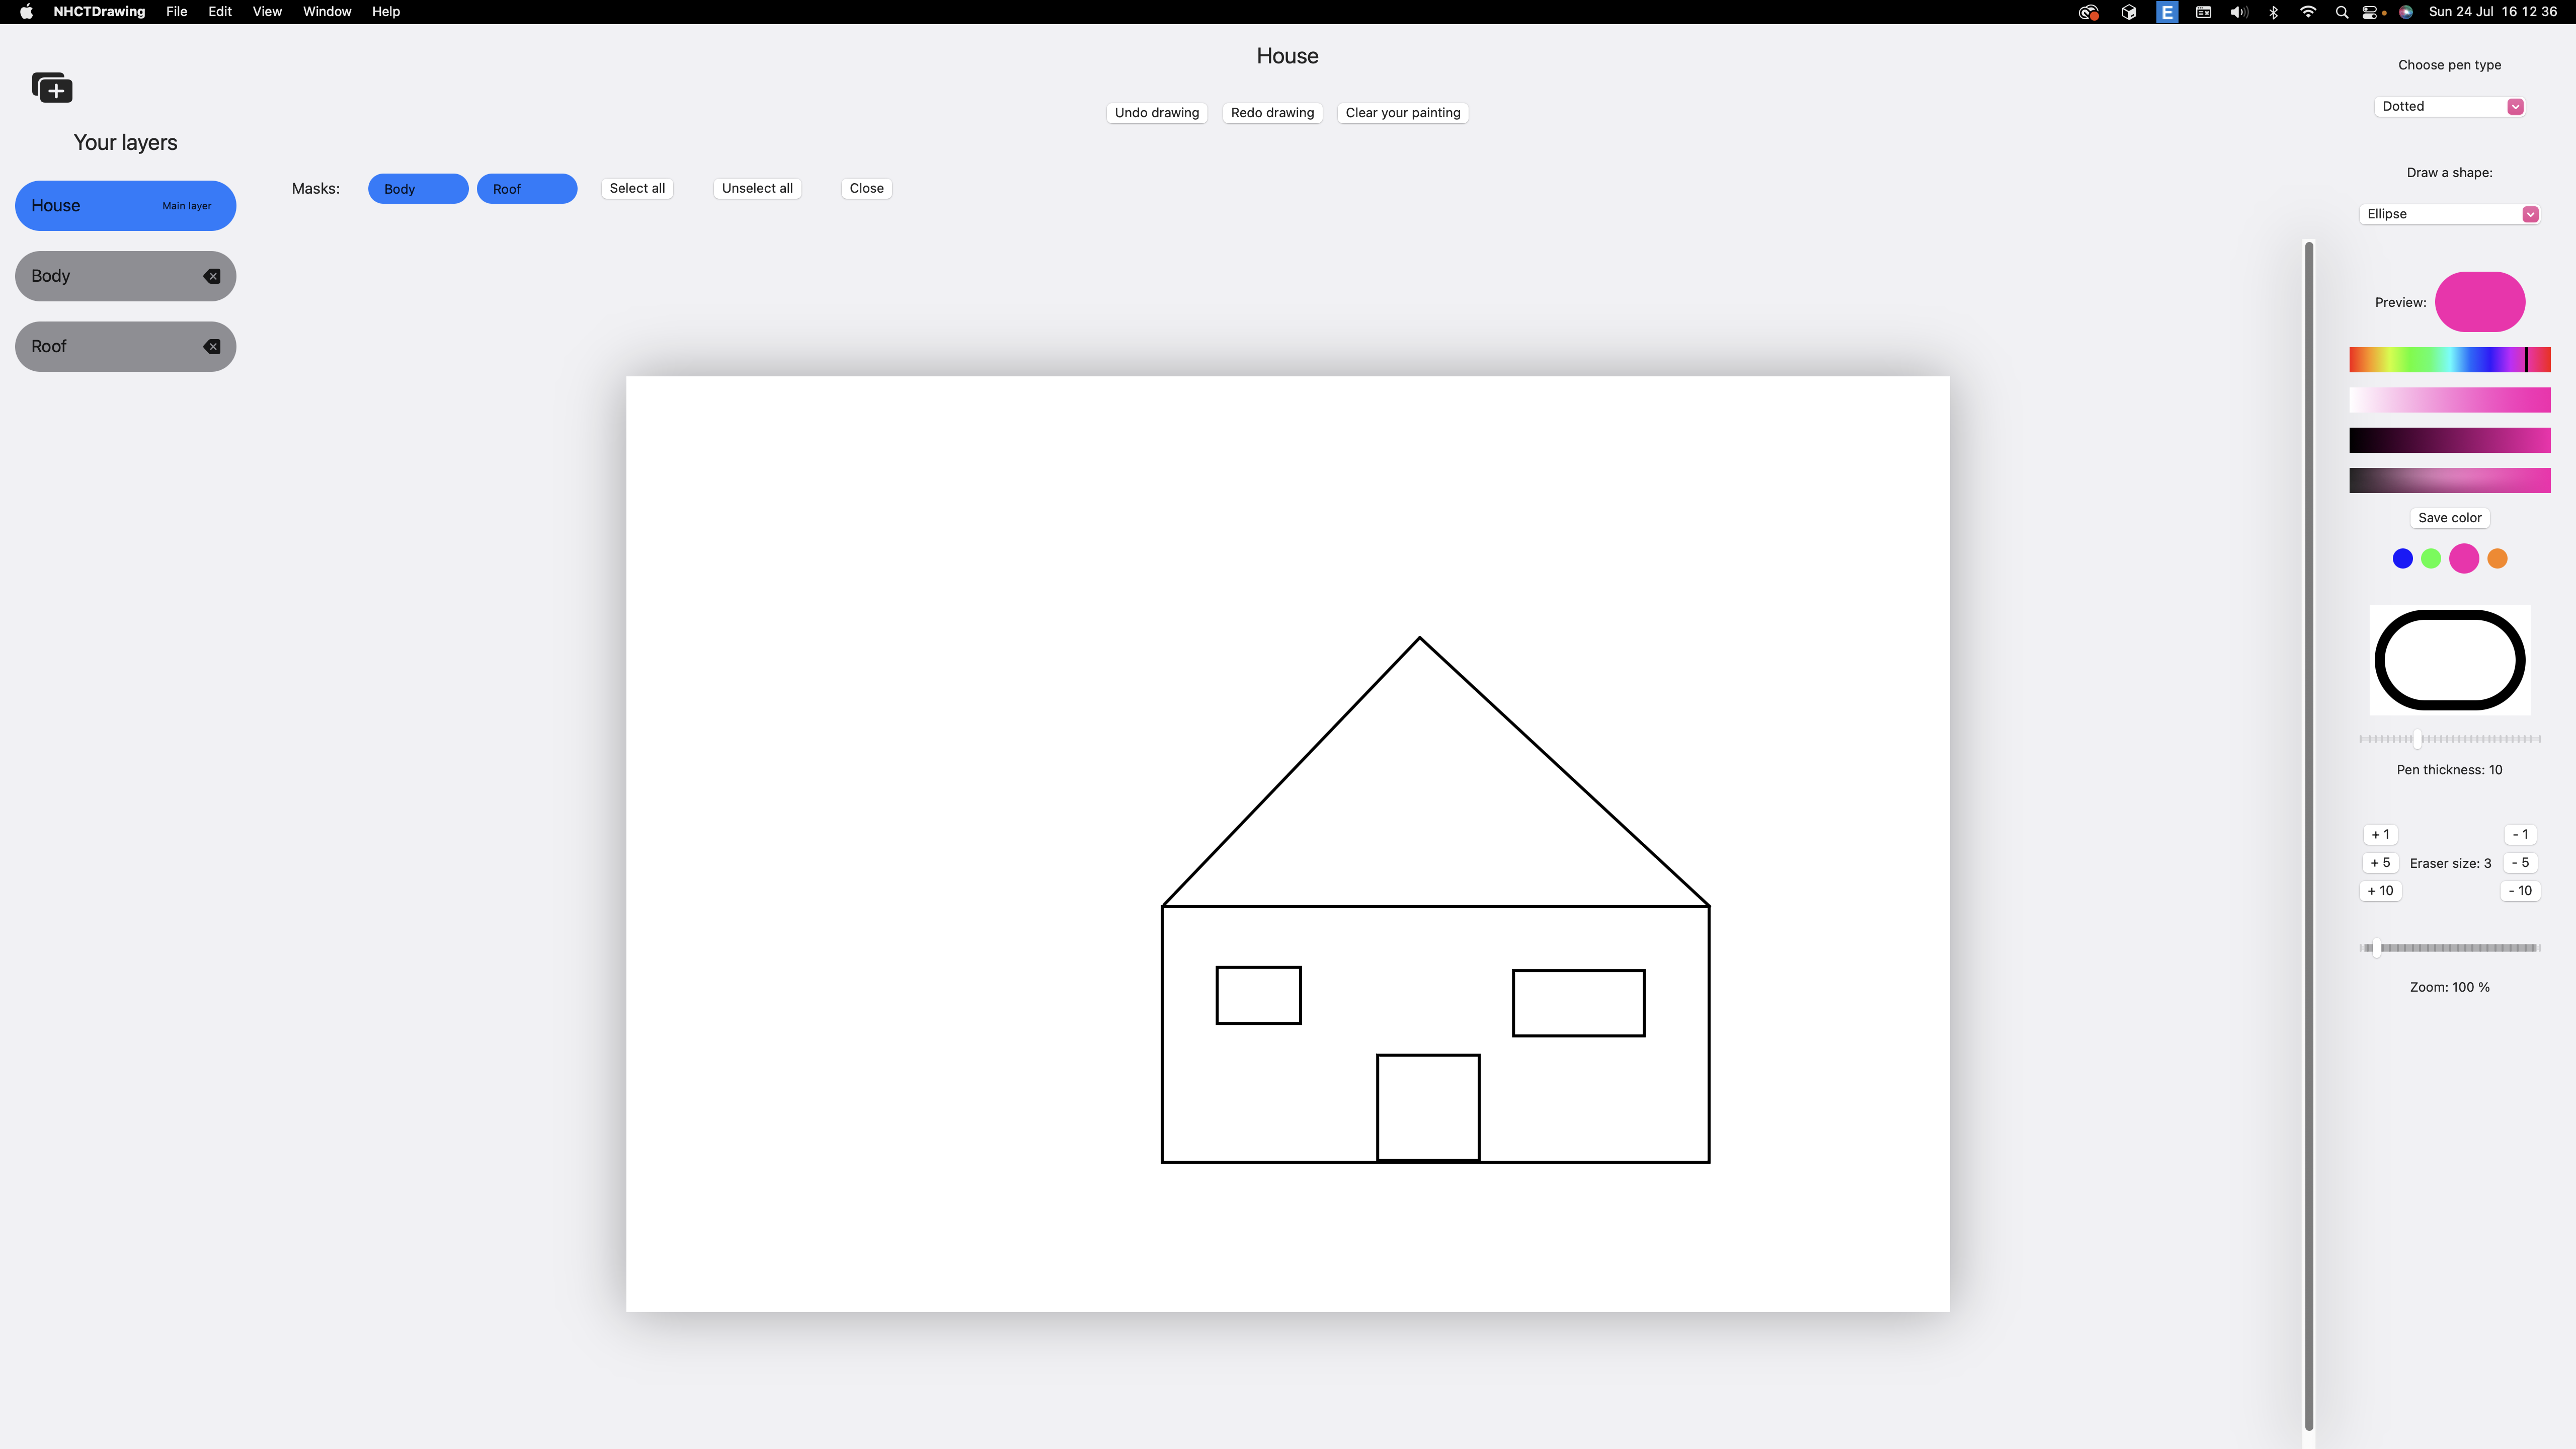 NHCTDrawing File Edit View Window Help E Sun 24 Jul 16 12 36
House
Undo drawing Redo drawing Clear your painting
Your layers
House Main layer
Body
Roof
Masks: Body Roof Select all Unselect all Close
Choose pen type
Dotted
Draw a shape:
Ellipse
Preview:
Save color
Pen thickness: 10
+ 1 - 1
+ 5 Eraser size: 3 - 5
+ 10 - 10
Zoom: 100 %